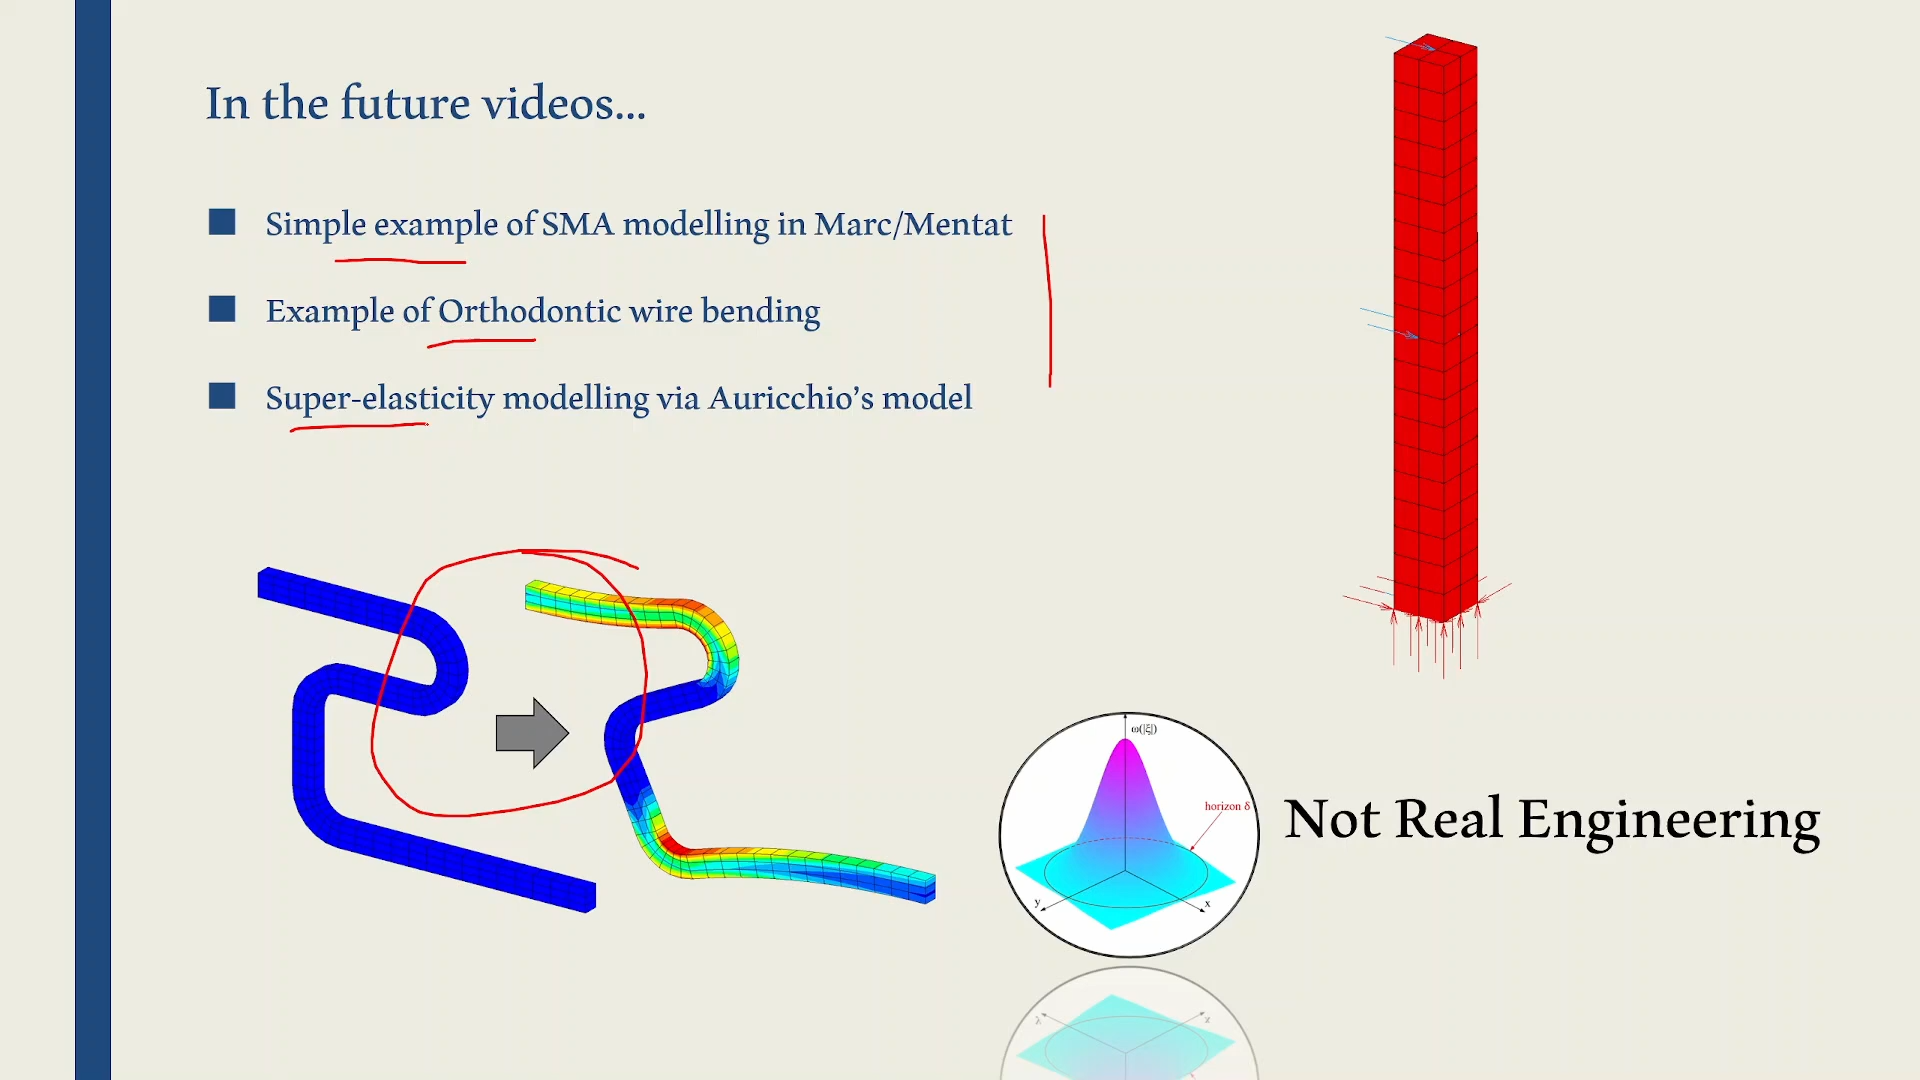 In the future videos...
Simple example of SMA modelling in Marc/Mentat
Example of Orthodontic wire bending
Super-elasticity modelling via Auricchio's model
ω(|ξ|)
horizon δ
y
x
Not Real Engineering